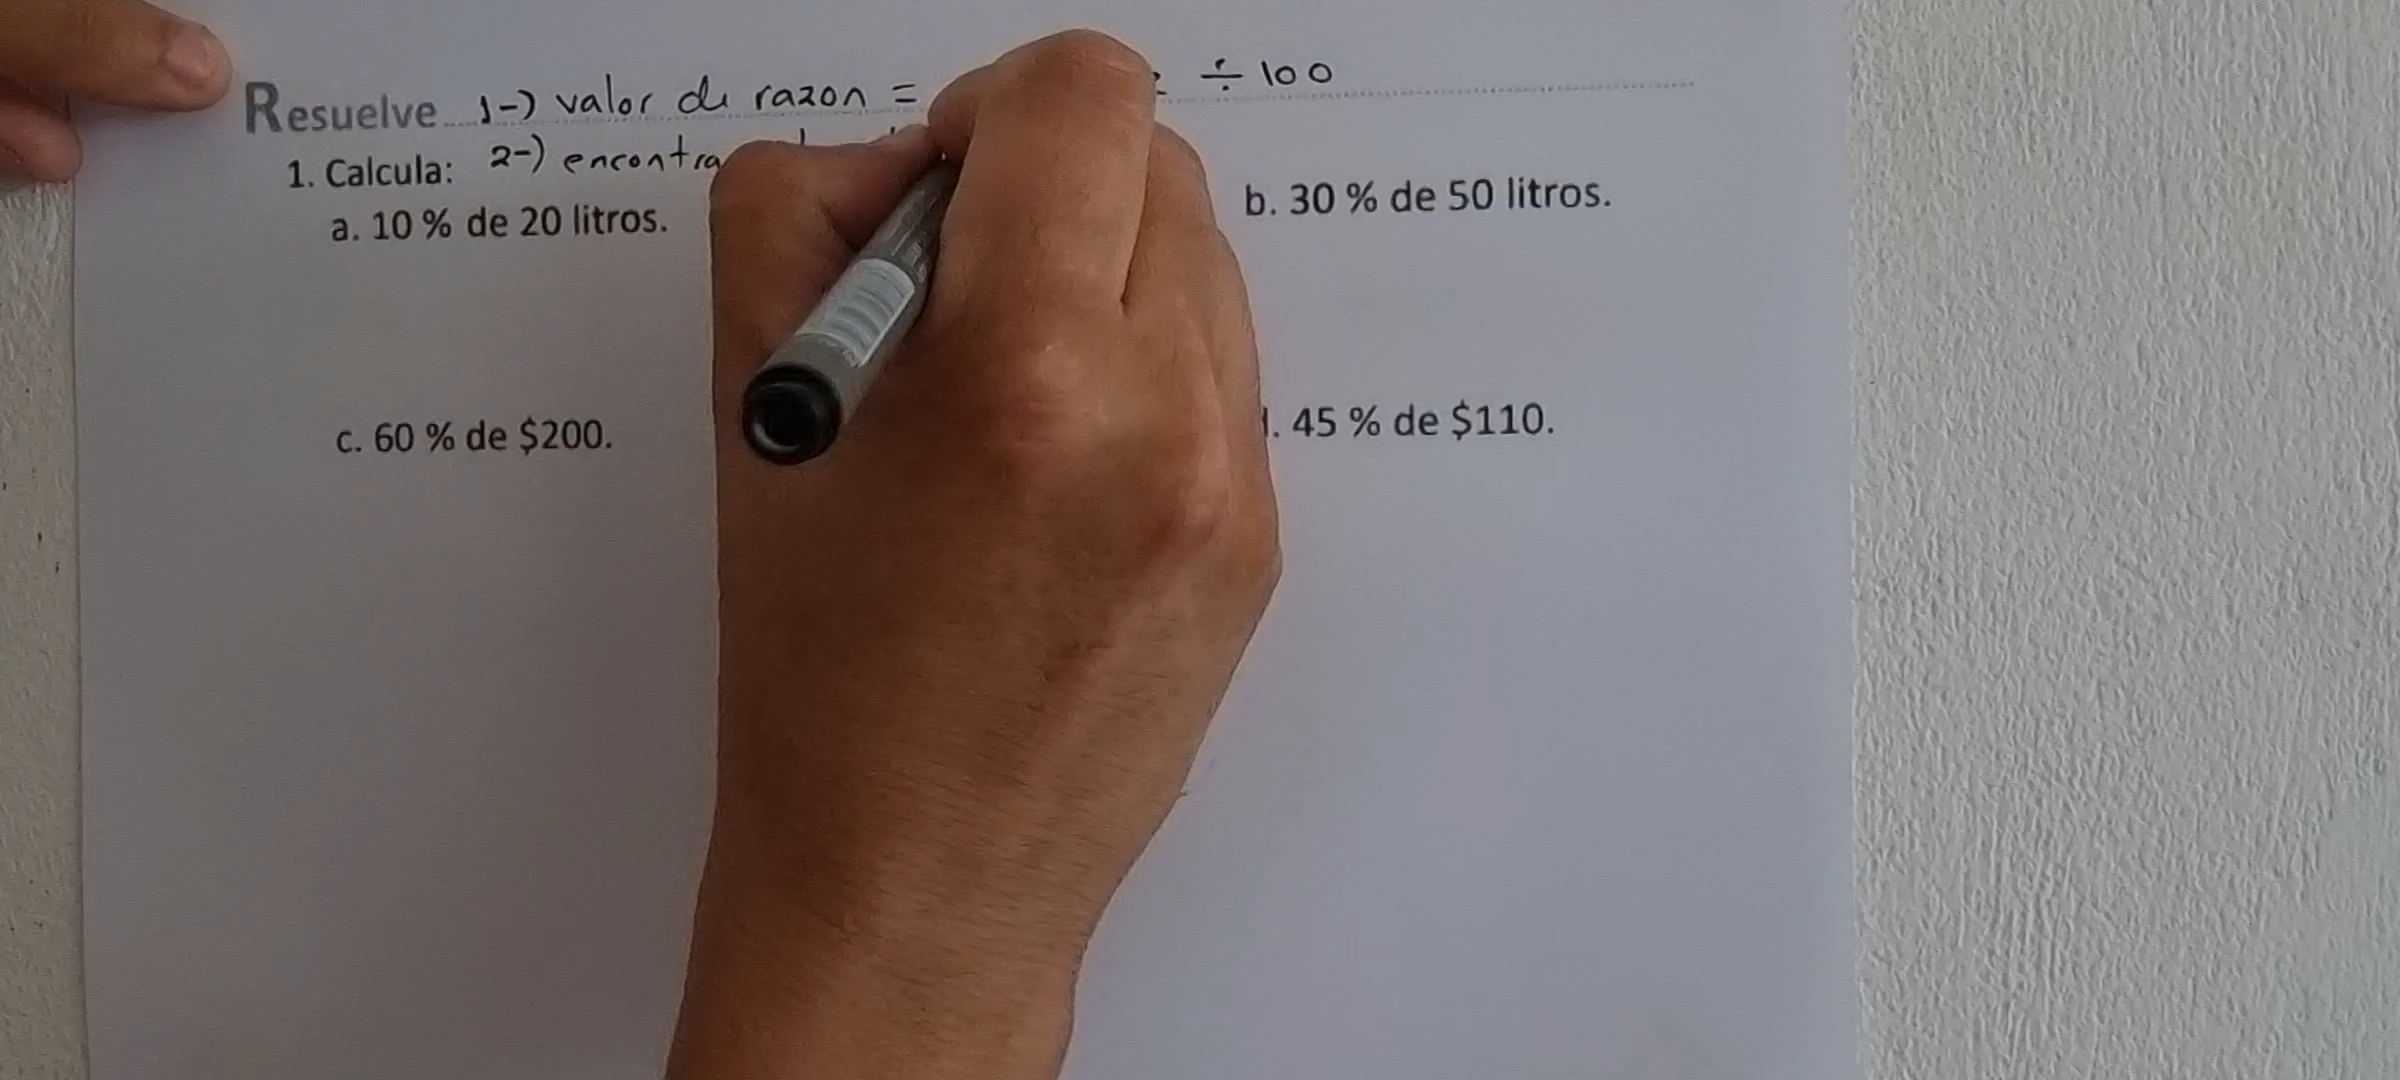 Resuelve 1-) valor de razon = ÷ 100
1. Calcula: 2-)
a. 10 % de 20 litros.
b. 30 % de 50 litros.
c. 60 % de $200.
. 45 % de $110.